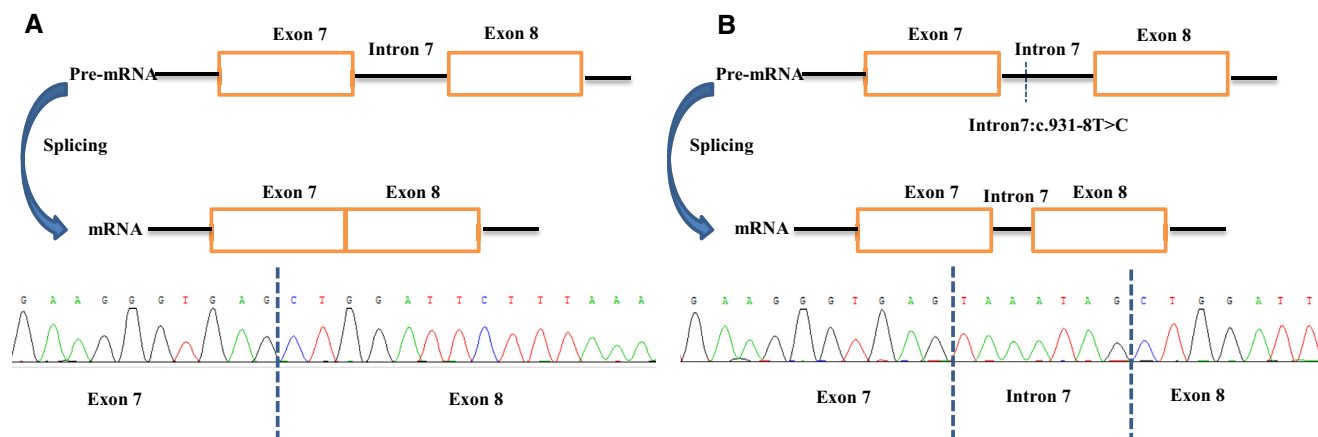 A
Exon 7
Intron 7
Exon 8
Pre-mRNA
Splicing
Exon 7
Exon 8
mRNA
G A A G G G T G A G C T G G A T T C T T T A A A
Exon 7
Exon 8
B
Exon 7
Intron 7
Exon 8
Pre-mRNA
Intron7:c.931-8T>C
Splicing
Exon 7
Intron 7
Exon 8
mRNA
G A A G G G T G A G T A A A T A G C T G G A T T
Exon 7
Intron 7
Exon 8